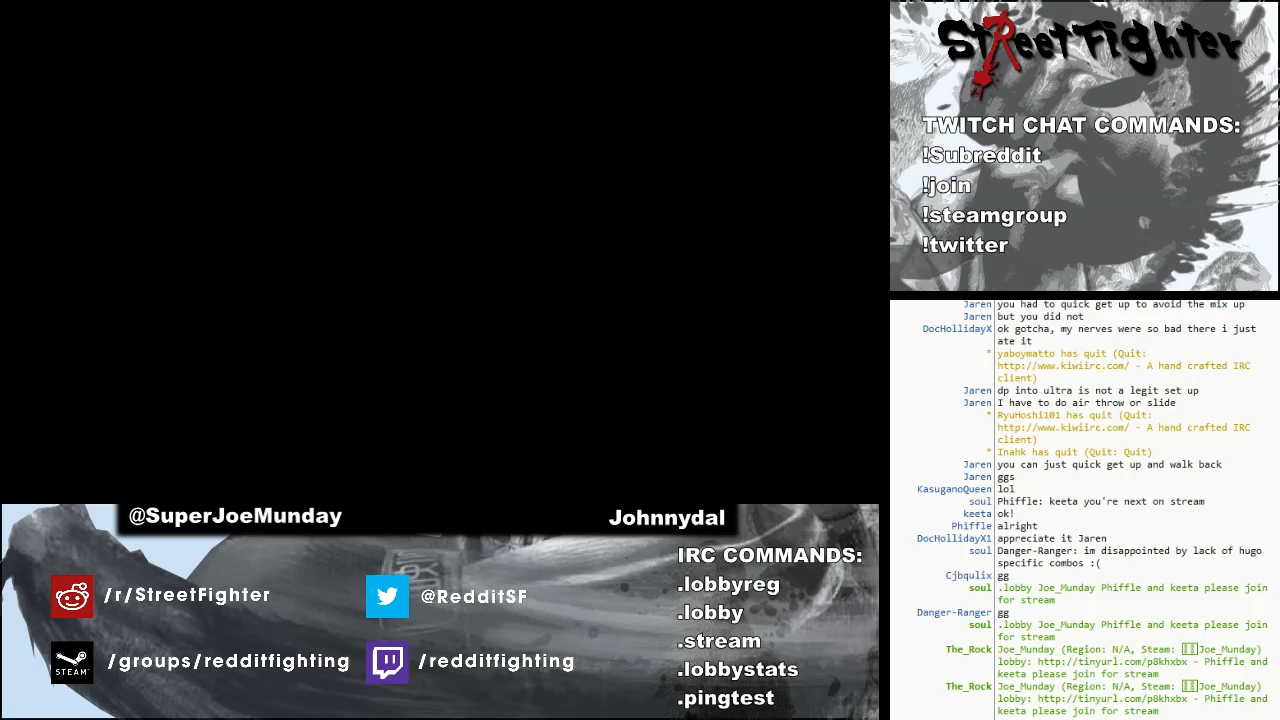 StReetFighter
TWITCH CHAT COMMANDS:
!Subreddit
!join
!steamgroup
!twitter
Jaren you had to quick get up to avoid the mix up
Jaren but you did not
DocHollidayX ok gotcha, my nerves were so bad there i just
ate it
* yaboymatto has quit (Quit:
http://www.kiwiirc.com/ - A hand crafted IRC
client)
Jaren dp into ultra is not a legit set up
Jaren I have to do air throw or slide
* RyuHoshi101 has quit (Quit:
http://www.kiwiirc.com/ - A hand crafted IRC
client)
* Inahk has quit (Quit: Quit)
Jaren you can just quick get up and walk back
Jaren ggs
KasuganoQueen lol
soul Phiffle: keeta you're next on stream
keeta ok!
Phiffle alright
DocHollidayX1 appreciate it Jaren
soul Danger-Ranger: im disappointed by lack of hugo
specific combos :(
Cjbqulix gg
soul .lobby Joe_Munday Phiffle and keeta please join
for stream
Danger-Ranger gg
soul .lobby Joe_Munday Phiffle and keeta please join
for stream
The_Rock Joe_Munday (Region: N/A, Steam: Joe_Munday)
lobby: http://tinyurl.com/p8khxbx - Phiffle and
keeta please join for stream
The_Rock Joe_Munday (Region: N/A, Steam: Joe_Munday)
lobby: http://tinyurl.com/p8khxbx - Phiffle and
keeta please join for stream
@SuperJoeMunday
Johnnydal
/r/StreetFighter
@RedditSF
STEAM
/groups/redditfighting
/redditfighting
IRC COMMANDS:
.lobbyreg
.lobby
.stream
.lobbystats
.pingtest